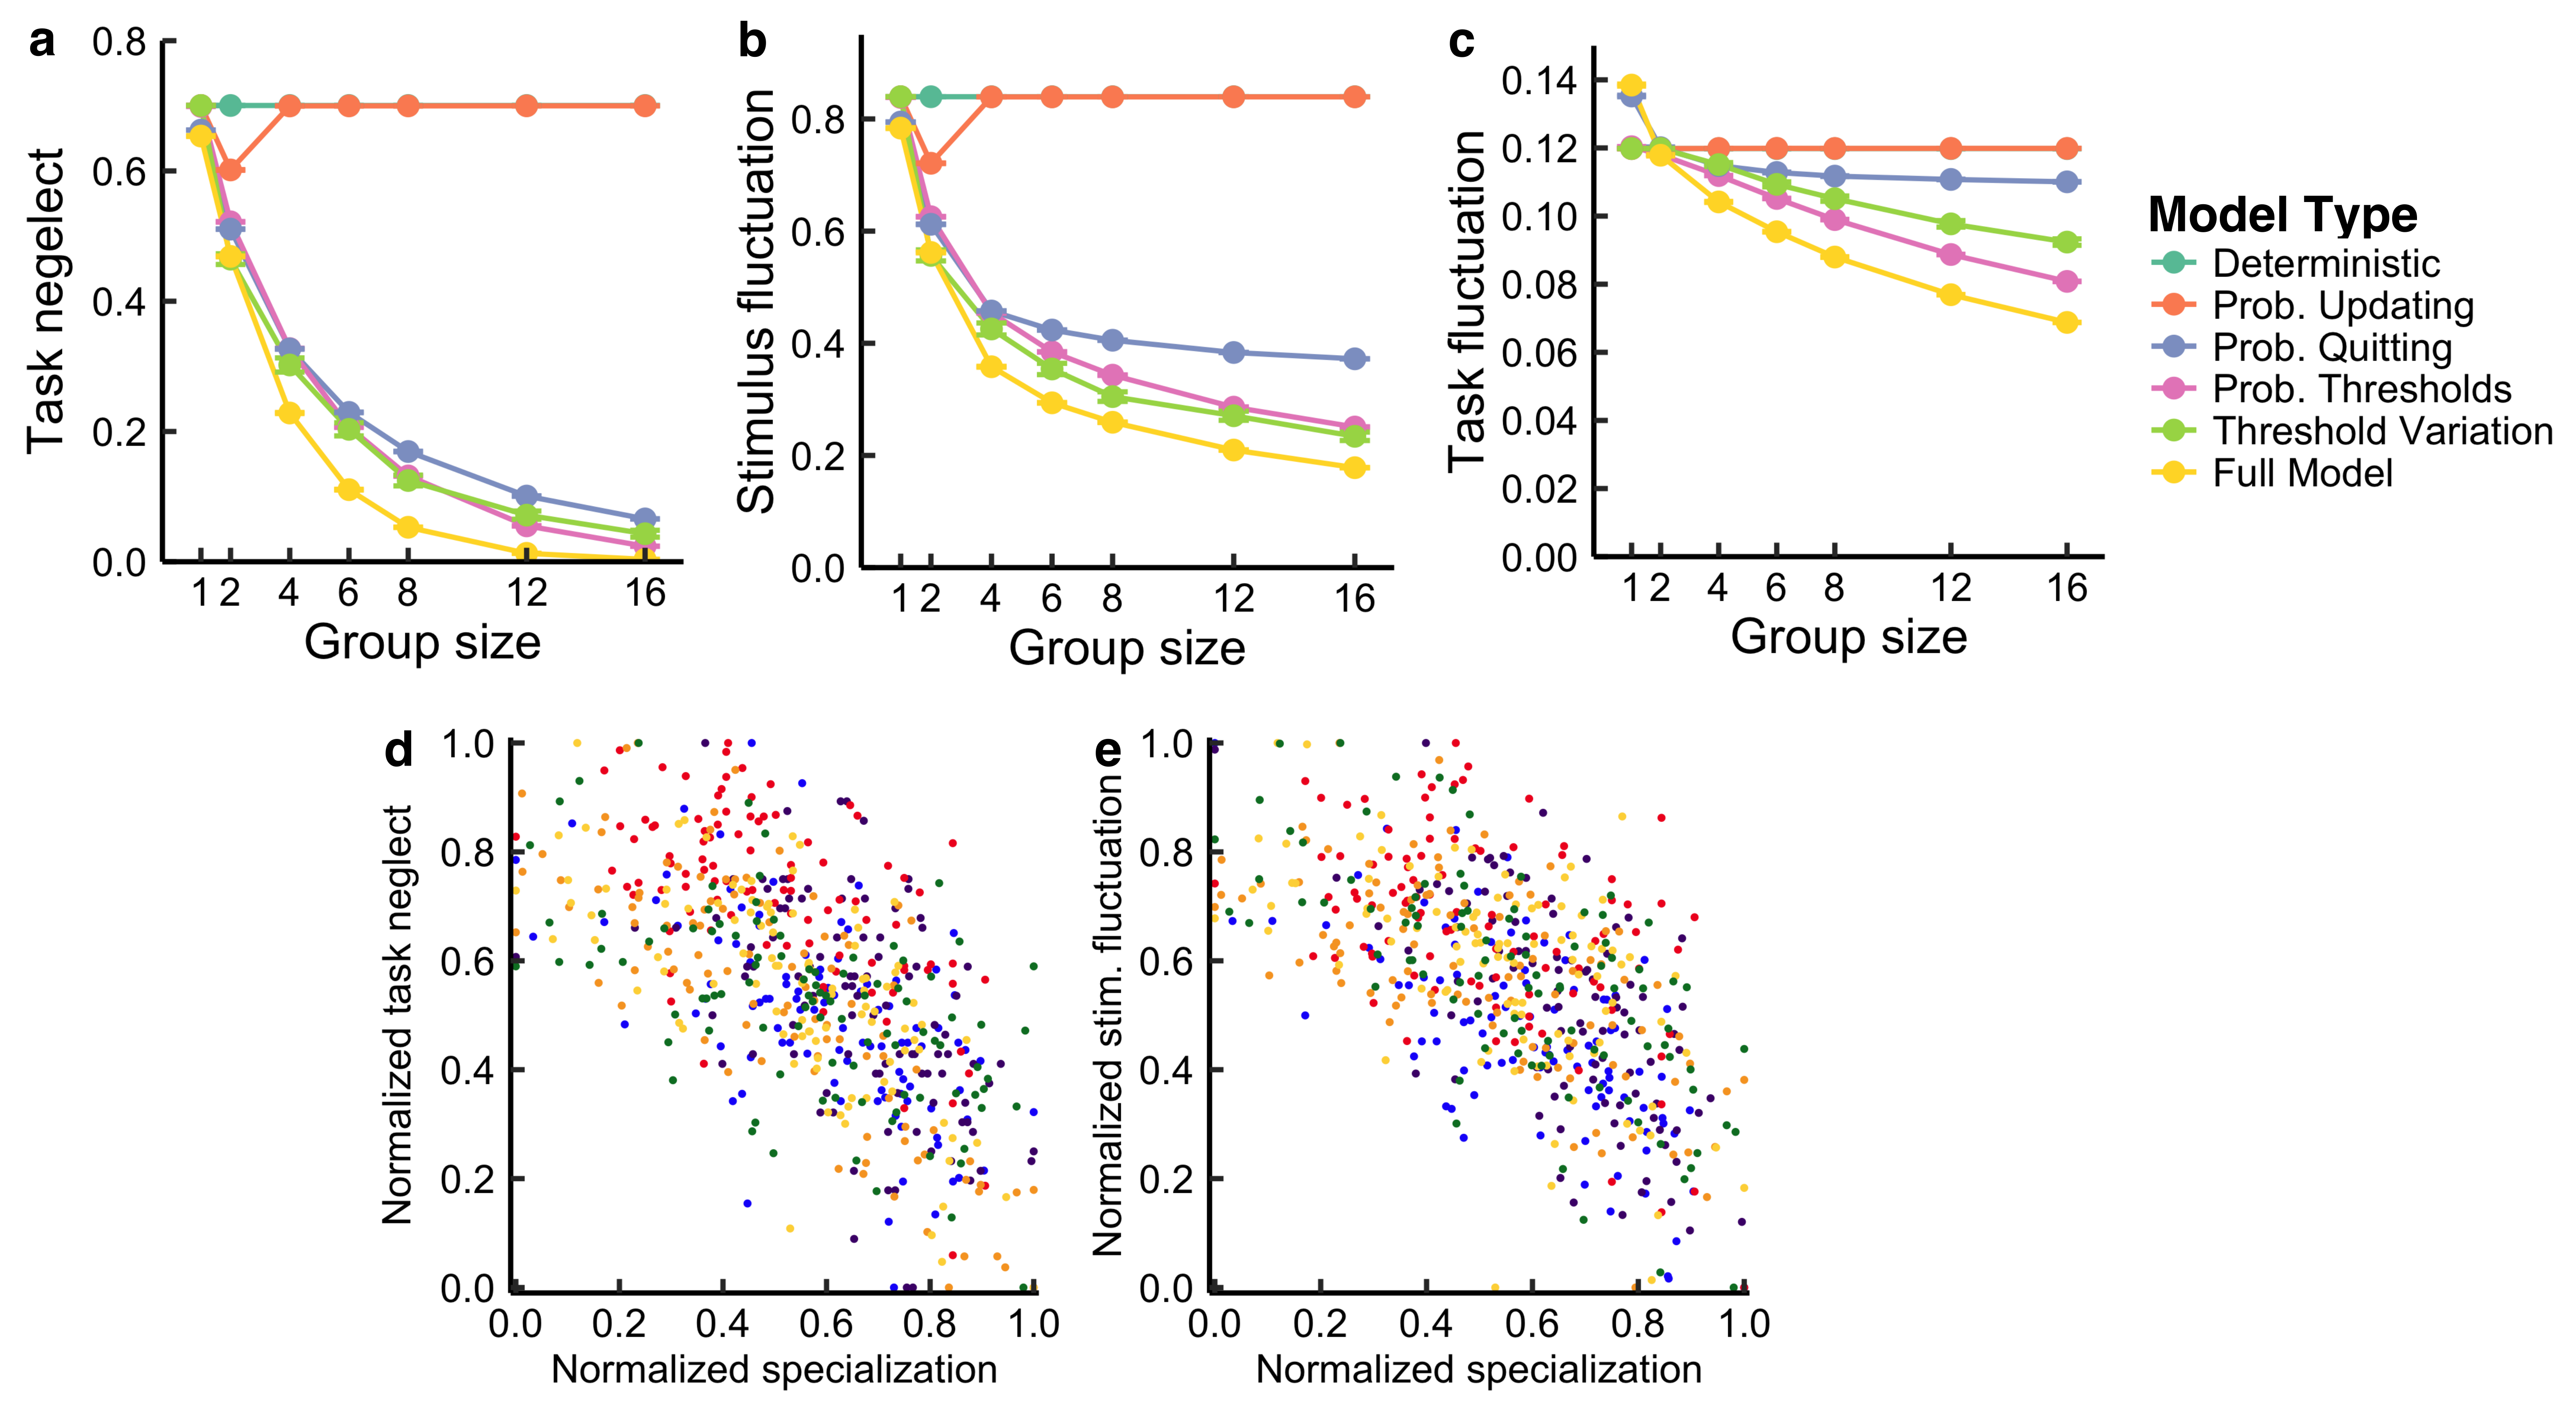 a
Task neglect
0.8
0.6
0.4
0.2
0.0
1 2 4 6 8 12 16
Group size
b
Stimulus fluctuation
0.8
0.6
0.4
0.2
0.0
1 2 4 6 8 12 16
Group size
c
Task fluctuation
0.14
0.12
0.10
0.08
0.06
0.04
0.02
0.00
1 2 4 6 8 12 16
Group size
Model Type
Deterministic
Prob. Updating
Prob. Quitting
Prob. Thresholds
Threshold Variation
Full Model
d
Normalized task neglect
1.0
0.8
0.6
0.4
0.2
0.0
0.0 0.2 0.4 0.6 0.8 1.0
Normalized specialization
e
Normalized stim. fluctuation
1.0
0.8
0.6
0.4
0.2
0.0
0.0 0.2 0.4 0.6 0.8 1.0
Normalized specialization